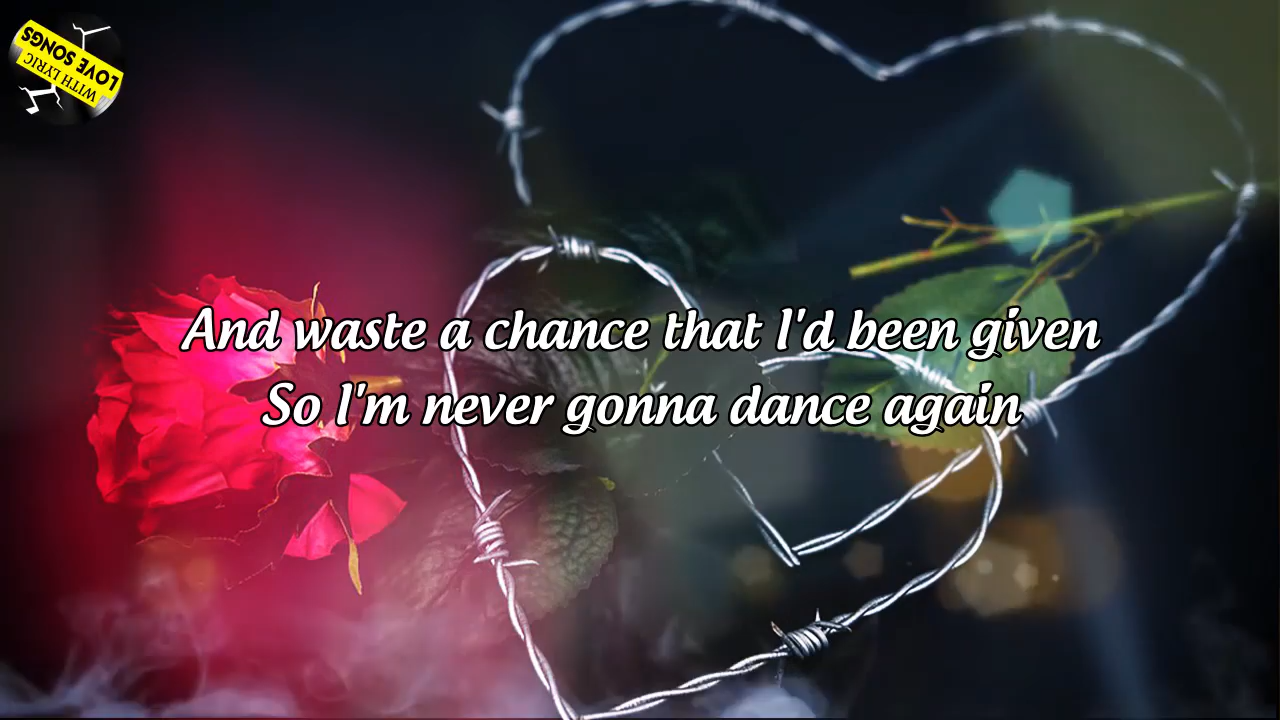 LOVE SONGS
WITH LYRIC
And waste a chance that I'd been given
So I'm never gonna dance again